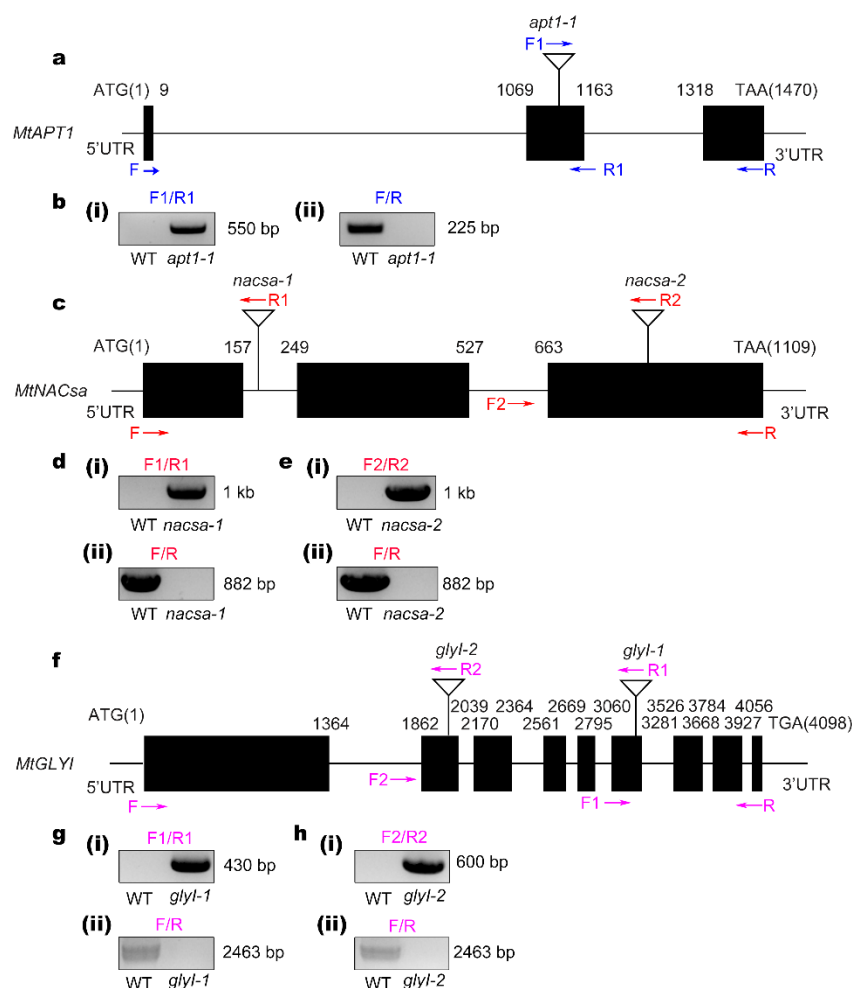 apt1-1
F1
a
ATG(1) 9 1069 1163 1318 TAA(1470)
MtAPT1
5'UTR 3'UTR
F R1 R
b (i) F1/R1 (ii) F/R
550 bp 225 bp
WT apt1-1 WT apt1-1
nacsa-1 nacsa-2
c R1 R2
ATG(1) 157 249 527 663 TAA(1109)
MtNACsa
5'UTR F2 3'UTR
F R
d (i) F1/R1 e (i) F2/R2
1 kb 1 kb
WT nacsa-1 WT nacsa-2
(ii) F/R (ii) F/R
882 bp 882 bp
WT nacsa-1 WT nacsa-2
f glyI-2 glyI-1
R2 R1
2039 2364 2669 3060 3526 3784 4056
ATG(1) 1364 1862 2170 2561 2795 3281 3668 3927 TGA(4098)
MtGLYI
5'UTR F2 3'UTR
F F1 R
g (i) F1/R1 h (i) F2/R2
430 bp 600 bp
WT glyI-1 WT glyI-2
(ii) F/R (ii) F/R
2463 bp 2463 bp
WT glyI-1 WT glyI-2